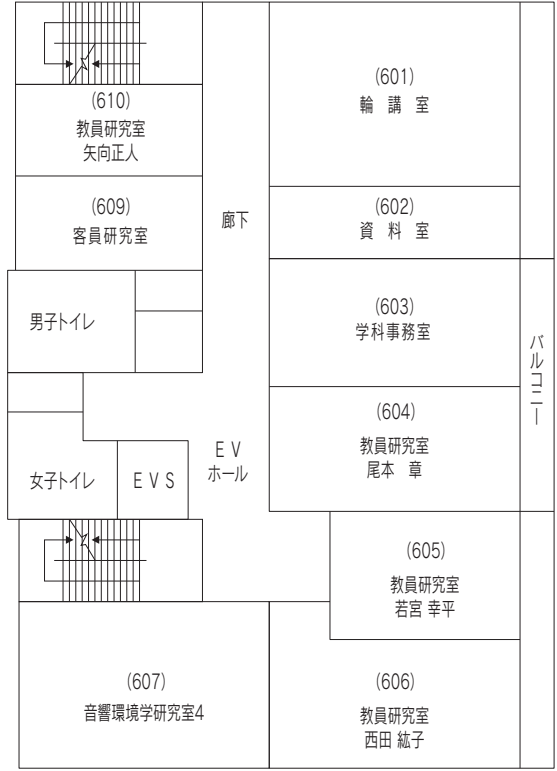 (601)
輪 講 室
(610)
教員研究室
矢向正人
(609)
客員研究室
廊下
(602)
資 料 室
男子トイレ
(603)
学科事務室
バルコニー
(604)
教員研究室
尾本 章
女子トイレ
E V S
E V
ホール
(605)
教員研究室
若宮 幸平
(607)
音響環境学研究室4
(606)
教員研究室
西田 紘子